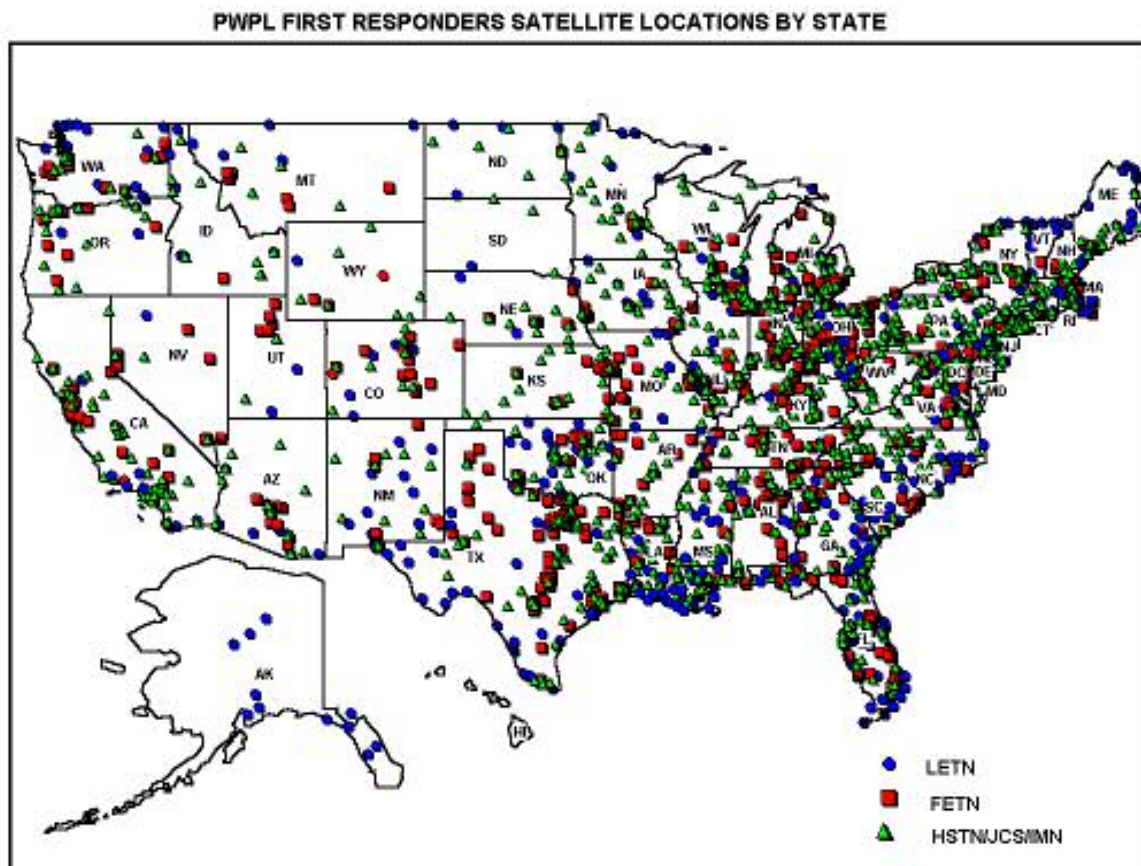 PWPL FIRST RESPONDERS SATELLITE LOCATIONS BY STATE
WA
MT
ND
MN
ME
OR
ID
SD
WI
MI
NY
VT
NH
MA
WY
IA
NE
PA
CT
RI
NJ
NV
UT
CO
KS
MO
IL
OH
WV
DC
DE
MD
VA
KY
CA
AZ
NM
OK
AR
TN
NC
SC
TX
LA
MS
AL
GA
FL
AK
HI
LETN
FETN
HSTN/JCS/IMN